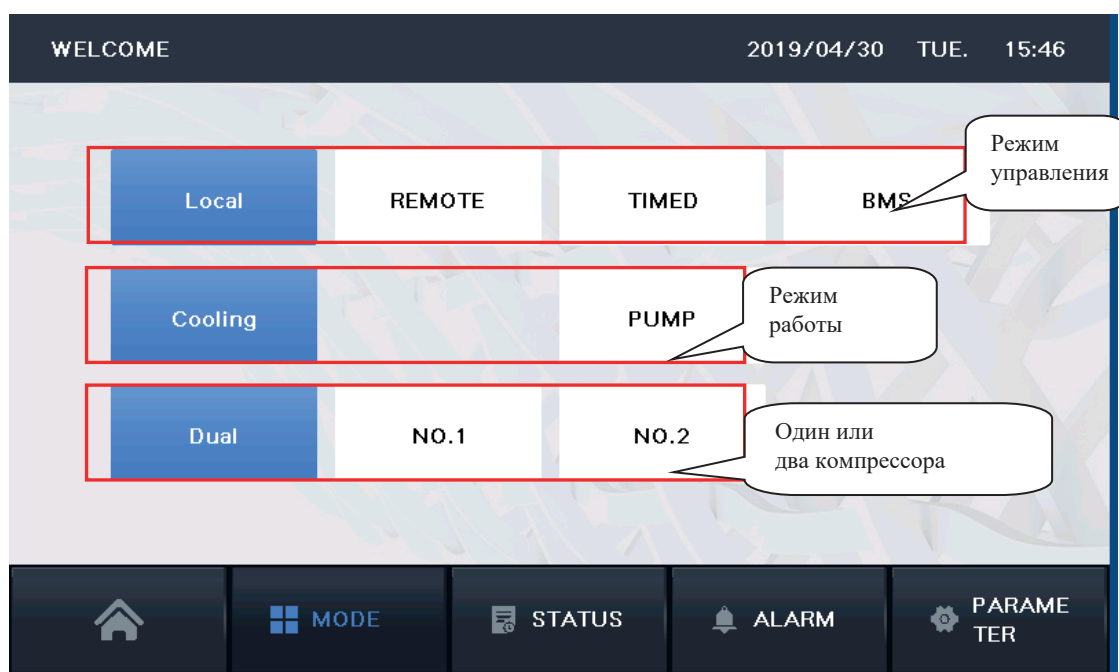 WELCOME 2019/04/30 TUE. 15:46
Режим
управления
Local REMOTE TIMED BMS
Режим
работы
Cooling PUMP
Один или
два компрессора
Dual NO.1 NO.2
MODE STATUS ALARM PARAME
TER